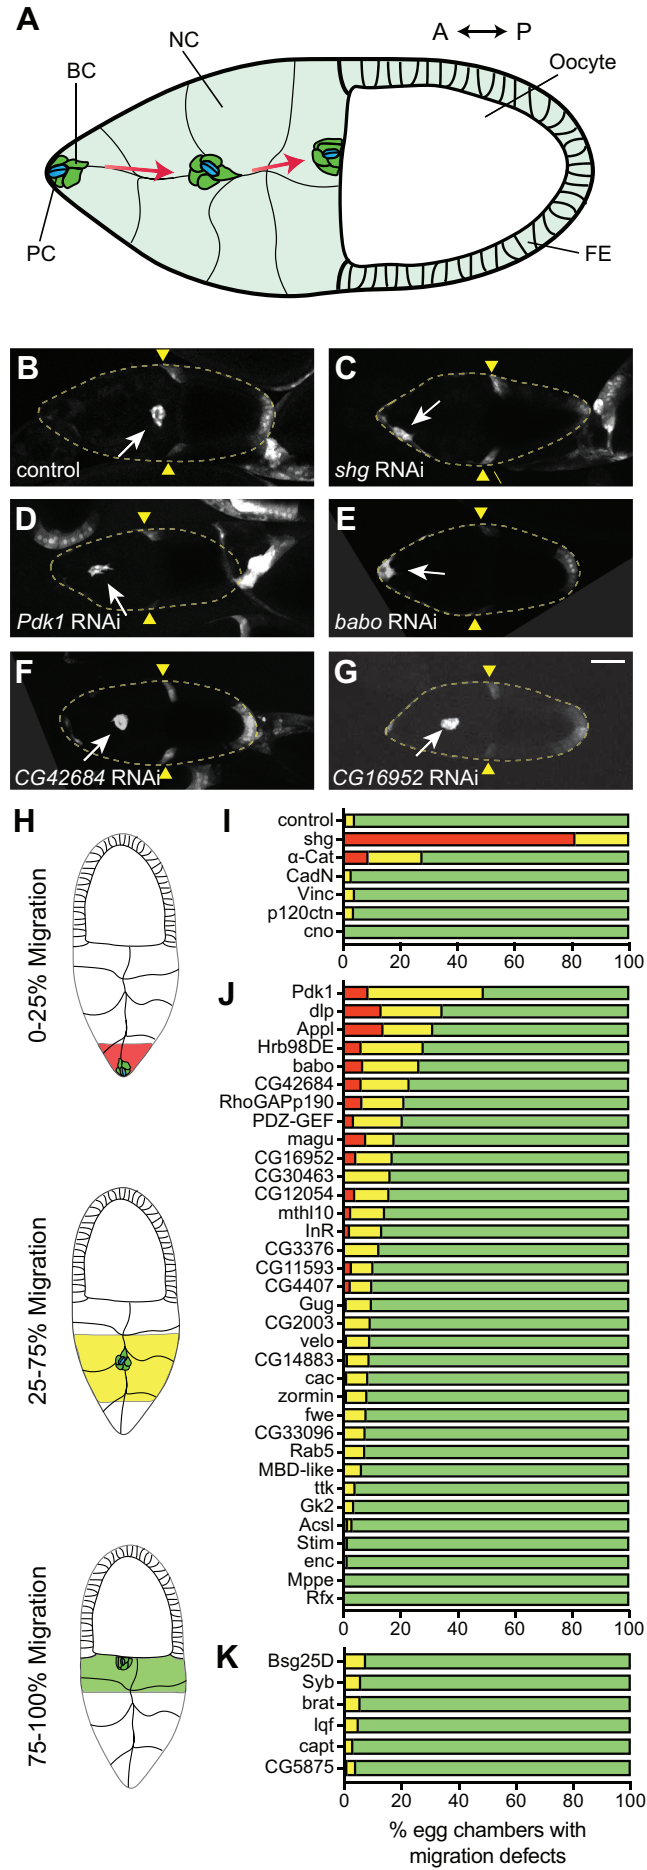 A
A P
NC
BC
Oocyte
PC
FE
B
control
C
shg RNAi
D
Pdk1 RNAi
E
babo RNAi
F
CG42684 RNAi
G
CG16952 RNAi
H
0-25% Migration
25-75% Migration
75-100% Migration
I
control
shg
α-Cat
CadN
Vinc
p120ctn
cno
0 20 40 60 80 100
J
Pdk1
dlp
Appl
Hrb98DE
babo
CG42684
RhoGAPp190
PDZ-GEF
magu
CG16952
CG30463
CG12054
mthl10
InR
CG3376
CG11593
CG4407
Gug
CG2003
velo
CG14883
cac
zormin
fwe
CG33096
Rab5
MBD-like
ttk
Gk2
Acsl
Stim
enc
Mppe
Rfx
0 20 40 60 80 100
K
Bsg25D
Syb
brat
lqf
capt
CG5875
0 20 40 60 80 100
% egg chambers with
migration defects